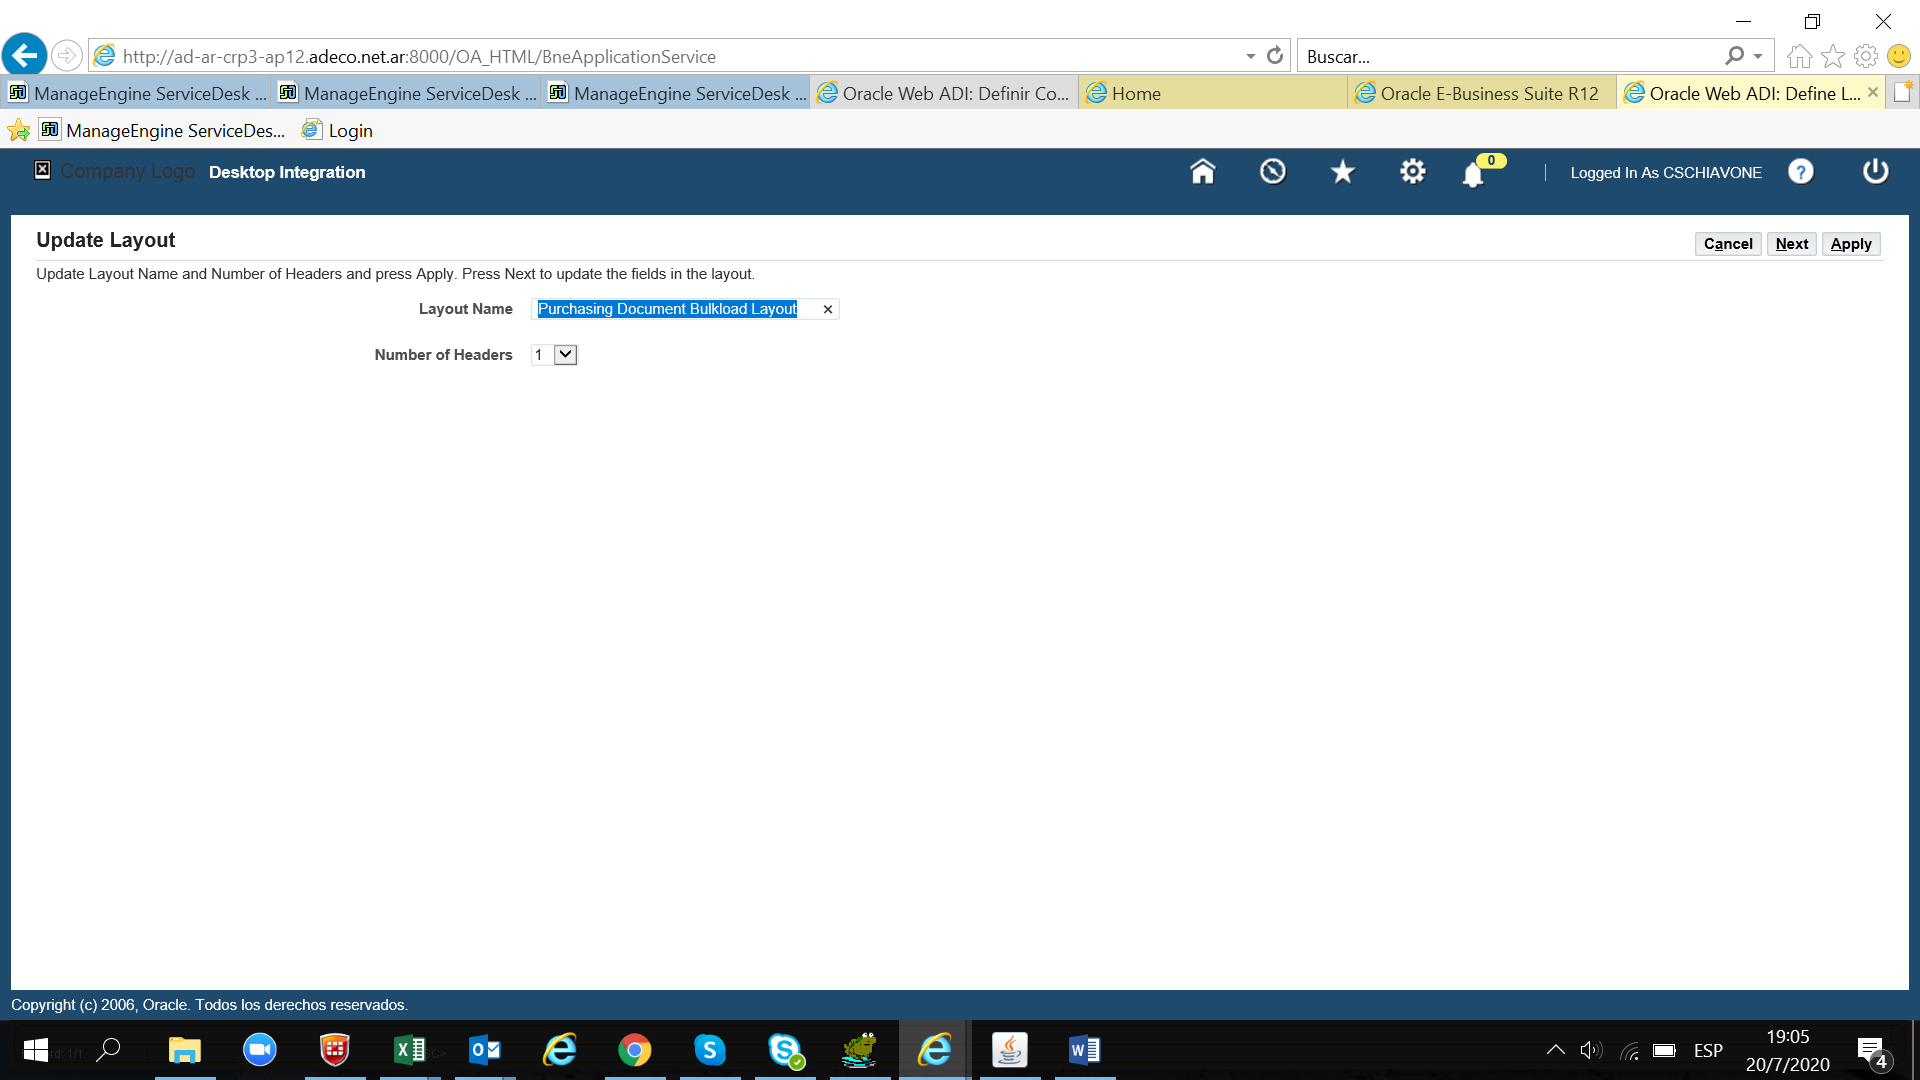 http://ad-ar-crp3-ap12.adeco.net.ar:8000/OA_HTML/BneApplicationService
Buscar...
ManageEngine ServiceDesk ...
ManageEngine ServiceDesk ...
ManageEngine ServiceDesk ...
Oracle Web ADI: Definir Co...
Home
Oracle E-Business Suite R12
Oracle Web ADI: Define L...
ManageEngine ServiceDes...
Login
Company Logo
Desktop Integration
0
Logged In As CSCHIAVONE
?
Update Layout
Cancel
Next
Apply
Update Layout Name and Number of Headers and press Apply. Press Next to update the fields in the layout.
Layout Name
Purchasing Document Bulkload Layout
Number of Headers
1
Copyright (c) 2006, Oracle. Todos los derechos reservados.
ESP
19:05
20/7/2020
4